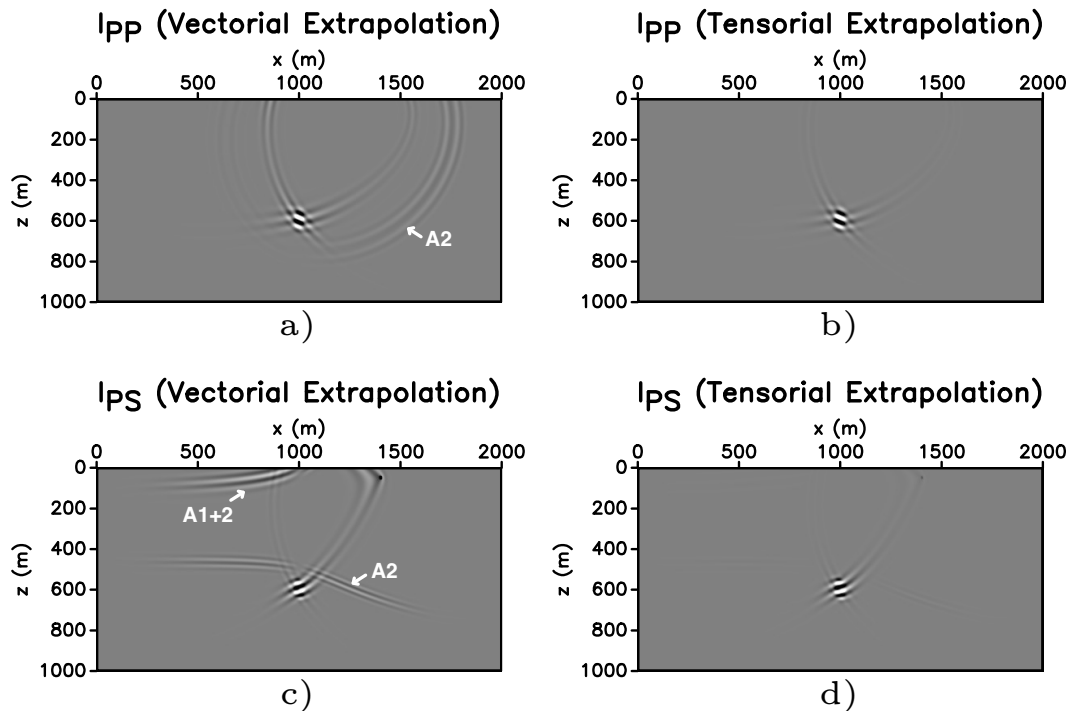 IPP (Vectorial Extrapolation)
x (m)
0 500 1000 1500 2000
0
200
400
600
800
1000
z (m)
A2
a)
IPP (Tensorial Extrapolation)
x (m)
0 500 1000 1500 2000
0
200
400
600
800
1000
z (m)
b)
IPS (Vectorial Extrapolation)
x (m)
0 500 1000 1500 2000
0
200
400
600
800
1000
z (m)
A1+2
A2
c)
IPS (Tensorial Extrapolation)
x (m)
0 500 1000 1500 2000
0
200
400
600
800
1000
z (m)
d)